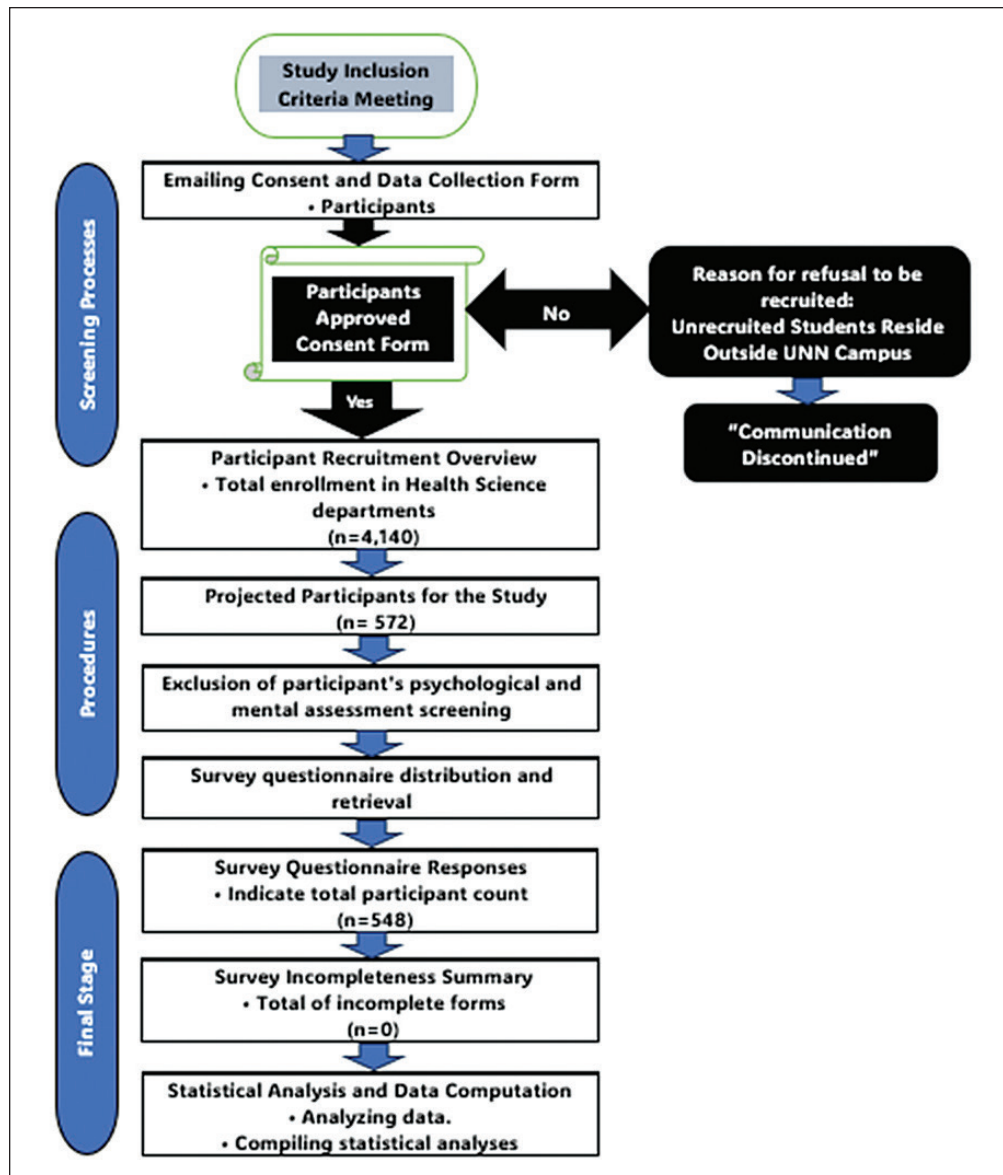 Study Inclusion
Criteria Meeting
Screening Processes
Emailing Consent and Data Collection Form
• Participants
Participants
Approved
Consent Form
No
Reason for refusal to be
recruited:
Unrecruited Students Reside
Outside UNN Campus
Yes
"Communication
Discontinued"
Participant Recruitment Overview
• Total enrollment in Health Science
departments
(n=4,140)
Procedures
Projected Participants for the Study
(n= 572)
Exclusion of participant's psychological and
mental assessment screening
Survey questionnaire distribution and
retrieval
Final Stage
Survey Questionnaire Responses
• Indicate total participant count
(n=548)
Survey Incompleteness Summary
• Total of incomplete forms
(n=0)
Statistical Analysis and Data Computation
• Analyzing data.
• Compiling statistical analyses